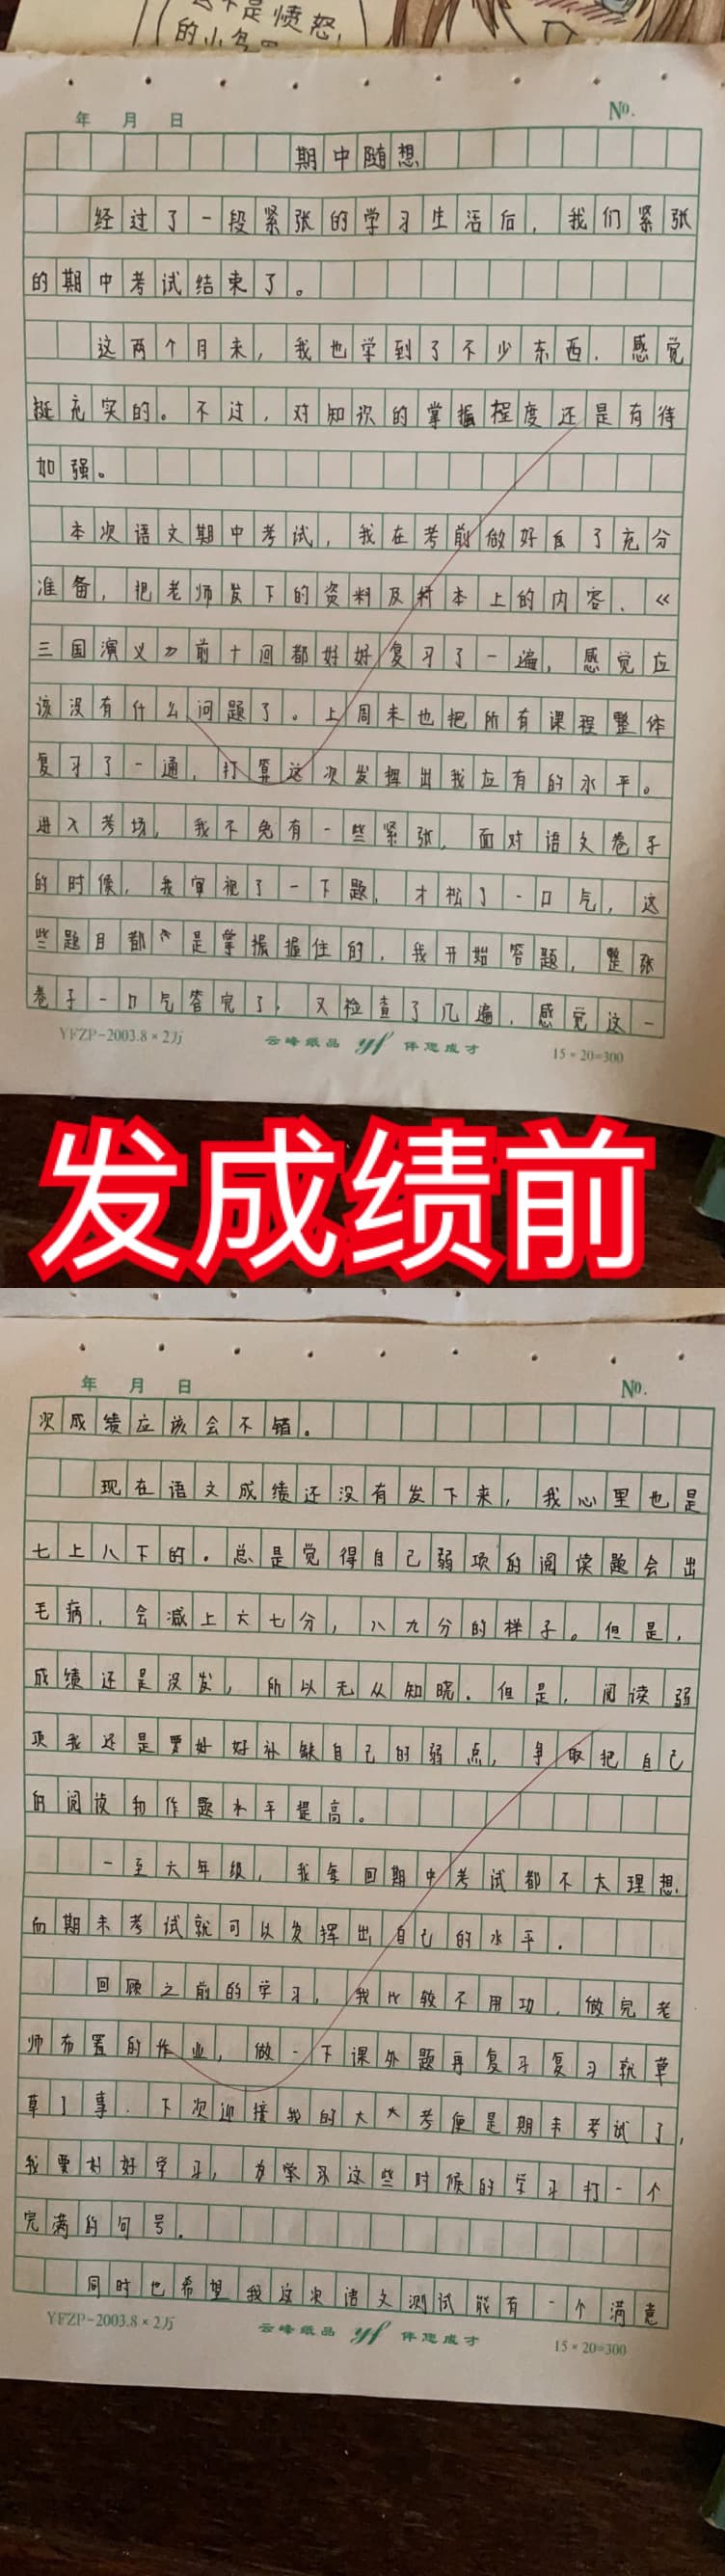 是愤怒!
的小
年 月 日 No.
期中随想
经过了一段紧张的学习生活后,我们紧张
的期中考试结束了。
这两个月来,我也学到了不少东西,感觉
挺充实的。不过,对知识的掌握程度还是有待
加强。
本次语文期中考试,我在考前做好了充分
准备,把老师发下的资料及材本上的内容、《
三国演义》前十回都好好复习了一遍,感觉应
该没有什么问题了。上周末也把所有课程整体
复习了一通,打算这次发挥出我应有的水平。
进入考场,我不免有一些紧张,面对语文卷子
的时候,我审视了一下题,才松了一口气,这
些题目都是掌握握住的,我开始答题,整张
卷子一口气答完了,又检查了几遍,感觉这一
YFZP-2003.8×2万 云峰纸品 yf 伴您成才 15×20=300
发成绩前
年 月 日 No.
次成绩应该会不错。
现在语文成绩还没有发下来,我心里也是
七上八下的。总是觉得自己弱项的阅读题会出
毛病,会减上六七分,八九分的样子。但是,
成绩还是没发,所以无从知晓。但是,阅读弱
项我还是要好好补缺自己的弱点,争取把自己
的阅读和作题水平提高。
一至六年级,我每回期中考试都不太理想,
而期末考试就可以发挥出自己的水平。
回顾之前的学习,我比较不用功,做完老
师布置的作业,做一下课外题再复习复习就草
草了事。下次迎接我的大大考便是期末考试了,
我要好好学习,为学习这些时候的学习打一个
完满的句号。
同时也希望我这次语文测试能有一个满意
YFZP-2003.8×2万 云峰纸品 yf 伴您成才 15×20=300